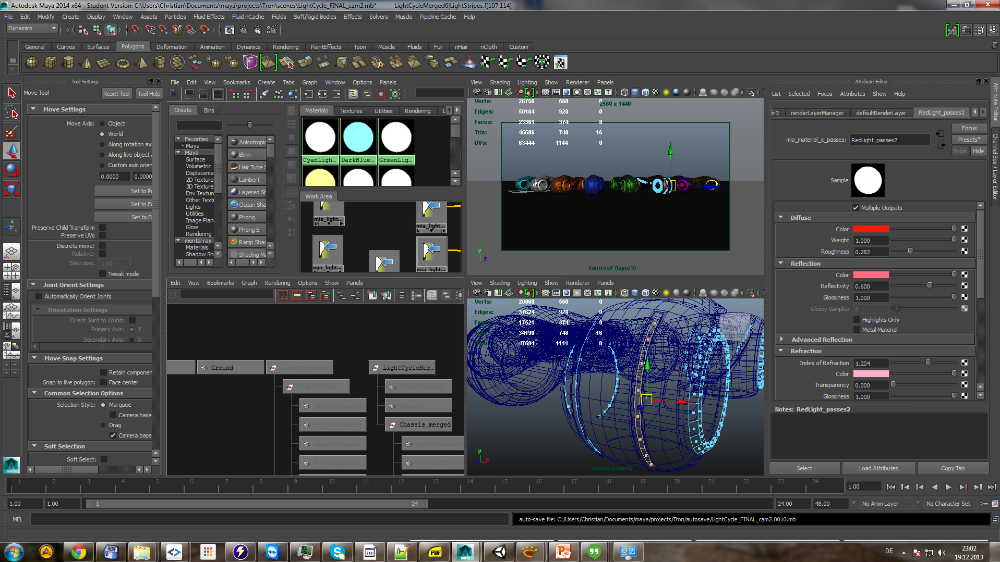 Autodesk Maya 2014 x64 - Student Version: C:\Users\Christian\Documents\maya\projects\Tron\scenes\LightCycle_FINAL_cam2.mb*   ---   LightCycleMerged6|LightStripes.f[107:114]
File Edit Modify Create Display Window Assets Particles Fluid Effects Fluid nCache Fields Soft/Rigid Bodies Effects Solvers Muscle Pipeline Cache Help
Dynamics
General Curves Surfaces Polygons Deformation Animation Dynamics Rendering PaintEffects Toon Muscle Fluids Fur nHair nCloth Custom
Tool Settings
Move Tool Reset Tool Tool Help
Move Settings
Move Axis: Object
World
Along rotation axi
Along live object a
Custom axis orien
0.0000 0.0000
Set to Po
Set to E
Set to Fa
Preserve Child Transform
Preserve UVs
Discrete move:
Relative:
Step size: 1.00
Tweak mode
Joint Orient Settings
Automatically Orient Joints
Orientation Settings
Orient Joint to World:
Primary Axis: X
Secondary Axis: X
Move Snap Settings
Retain componen
Snap to live polygon: Face center
Common Selection Options
Selection Style: Marquee
Camera base
Drag
Camera base
Soft Selection
Soft Select:
MAYA
File Edit View Bookmarks Create Tabs Graph Window Options Panels
Create Bins
Favorites
+ Maya
Maya
Surface
Volumetric
Displaceme
2D Texture
3D Texture
Env Textur
Other Text
Lights
Utilities
Image Plan
Glow
Rendering
mental ray
Materials
Shadow Sh
Anisotropic
Blinn
Hair Tube S
Lambert
Layered Sh
Ocean Sha
Phong
Phong E
Ramp Shad
Shading Ma
Materials Textures Utilities Rendering L
CyanLigh... DarkBlue... GreenLig...
Work Area
mia_light... mia_light...
mia_light... mia_light...
Edit View Bookmarks Graph Rendering Options Show Panels
Ground LightCycleLeft LightCycleMer...
LightStrips LightStripes
LightWheelFro... Wheels
polySurface15 Chassis_merged
LightStripLeft polySurface23
FrontLightLeft polySurface25
View Shading Lighting Show Renderer Panels
Verts: 26756 560 0
2560 x 1440
Edges: 50164 928 0
Faces: 23361 374 8
Tris: 45586 748 16
UVs: 63444 1144 0
y
z
camera1 (layer3)
View Shading Lighting Show Renderer Panels
Verts: 20068 560 0
Edges: 37624 928 0
Faces: 17521 374 8
34190 748 16
47584 1144 0
FRONT
y
x
persp (layer3)
Attribute Editor
List Selected Focus Attributes Show Help
er3 renderLayerManager defaultRenderLayer RedLight_passes2
Focus
mia_material_x_passes: RedLight_passes2 Presets*
Show Hide
Sample
Multiple Outputs
Diffuse
Color
Weight 1.000
Roughness 0.282
Reflection
Color
Reflectivity 0.600
Glossiness 1.000
Glossy Samples 8
Highlights Only
Metal Material
Advanced Reflection
Refraction
Index of Refraction 1.204
Color
Transparency 0.000
Glossiness 1.000
Notes: RedLight_passes2
Select Load Attributes Copy Tab
Attribute Editor
Channel Box / Layer Editor
1 2 3 4 5 6 7 8 9 10 11 12 13 14 15 16 17 18 19 20 21 22 23 24
1.00
1.00 1.00 1 24 24.00 48.00 No Anim Layer No Character Set
MEL auto-save file: C:/Users/Christian/Documents/maya/projects/Tron/autosave/LightCycle_FINAL_cam2.0010.mb
PDF MAYA
DE 23:02
19.12.2013